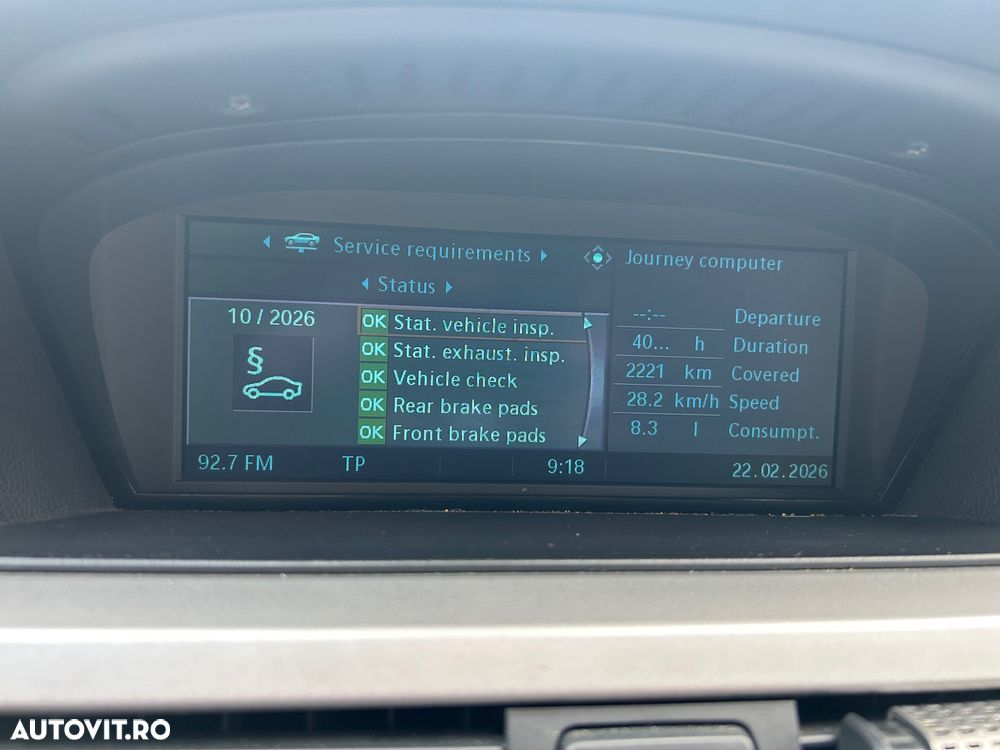 Service requirements
Status
10 / 2026
§
OK Stat. vehicle insp.
OK Stat. exhaust. insp.
OK Vehicle check
OK Rear brake pads
OK Front brake pads
Journey computer
--:-- Departure
40... h Duration
2221 km Covered
28.2 km/h Speed
8.3 l Consumpt.
92.7 FM TP 9:18 22.02.2026
AUTOVIT.RO